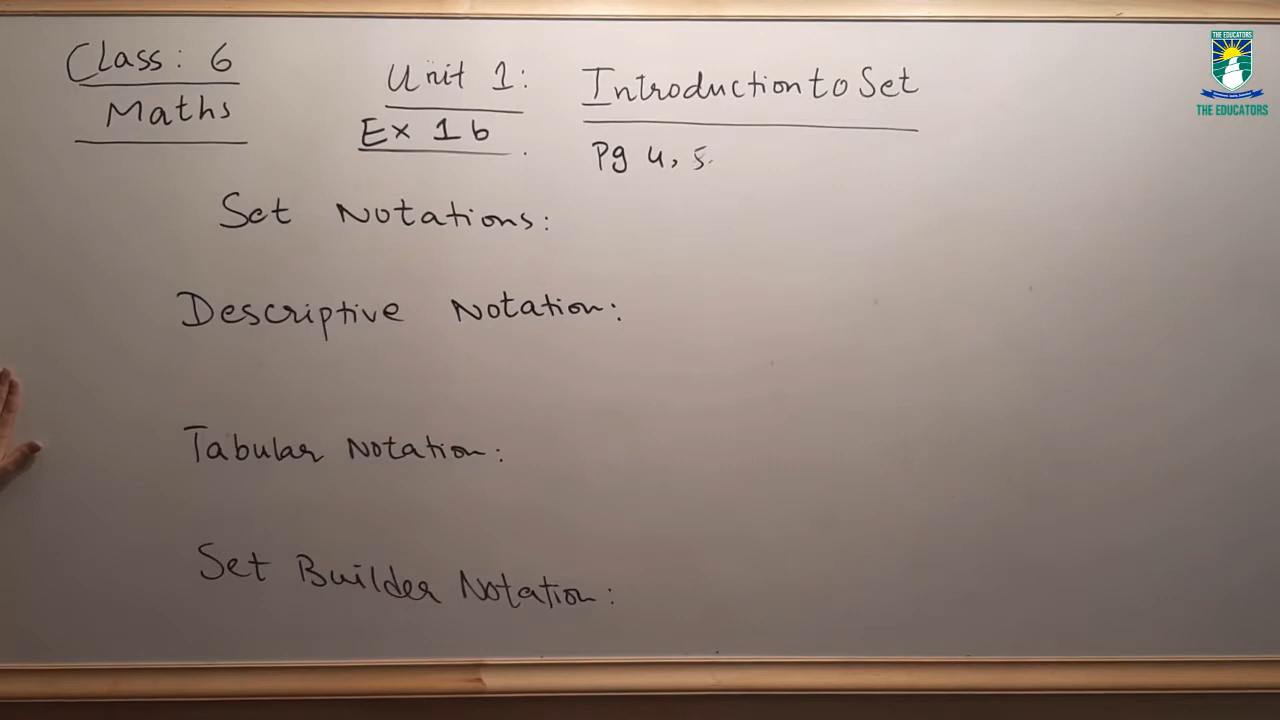 Class: 6
Maths
Unit 1:
Ex 1b
Introduction to Set
Pg 4, 5.
Set Notations:
Descriptive Notation:
Tabular Notation:
Set Builder Notation:
THE EDUCATORS
THE EDUCATORS